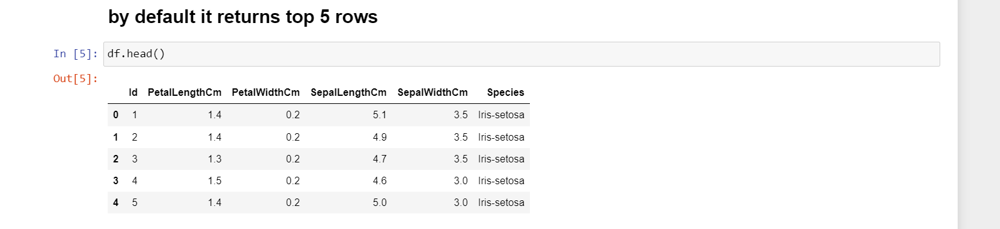 by default it returns top 5 rows
In [5]: df.head()
Out[5]:
Id PetalLengthCm PetalWidthCm SepalLengthCm SepalWidthCm Species
0 1 1.4 0.2 5.1 3.5 Iris-setosa
1 2 1.4 0.2 4.9 3.5 Iris-setosa
2 3 1.3 0.2 4.7 3.5 Iris-setosa
3 4 1.5 0.2 4.6 3.0 Iris-setosa
4 5 1.4 0.2 5.0 3.0 Iris-setosa